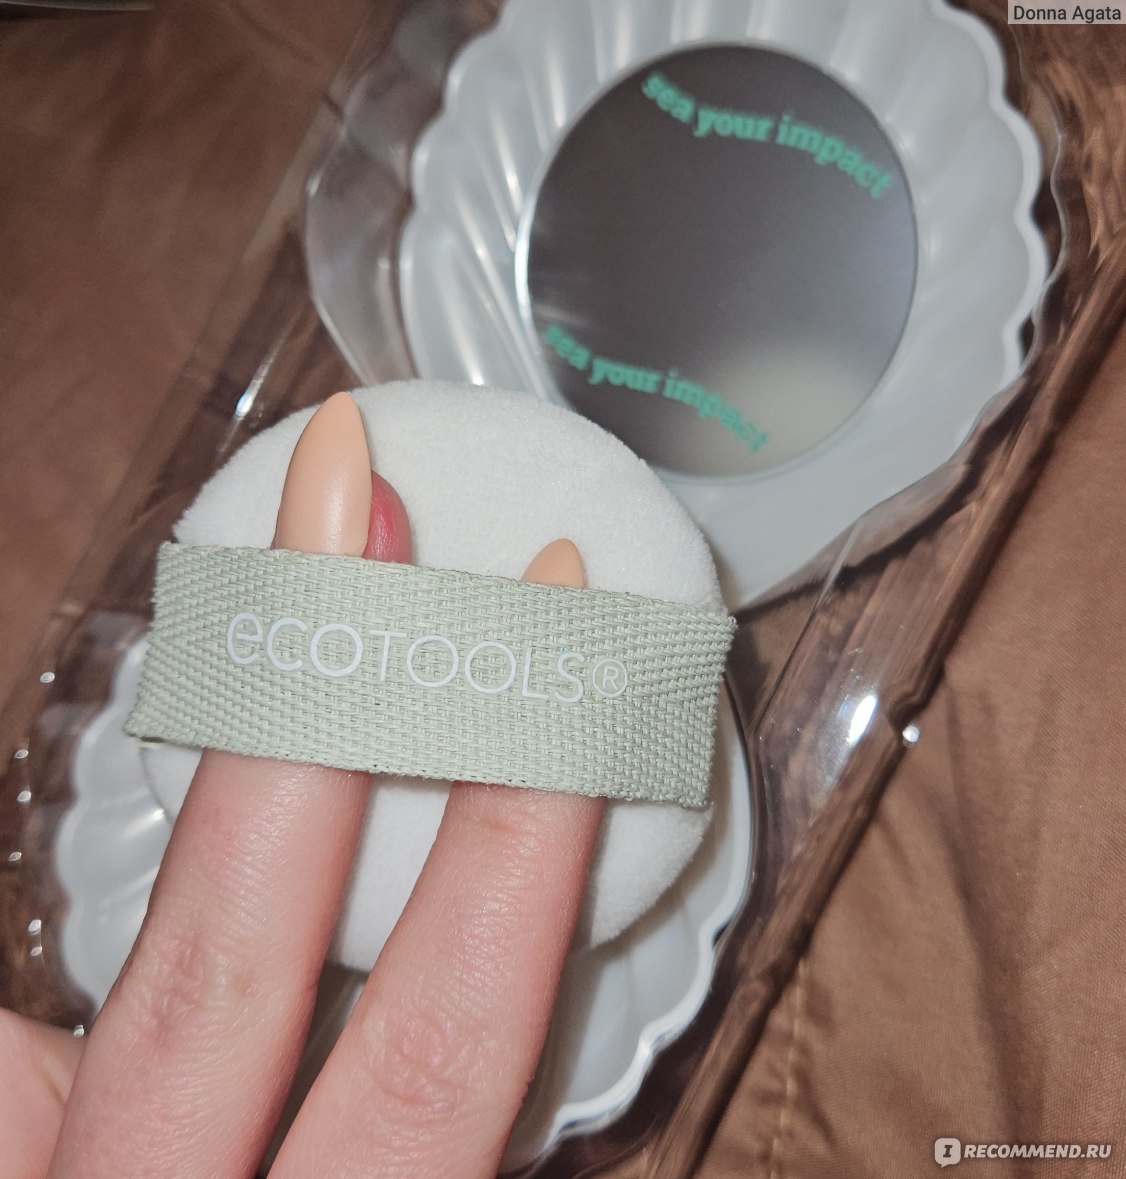 Donna Agata
sea your impact
sea your impact
eCOTOOLS®
IRECOMMEND.RU